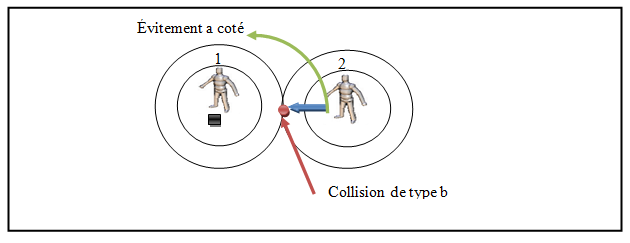 Évitement a coté
1
2
Collision de type b